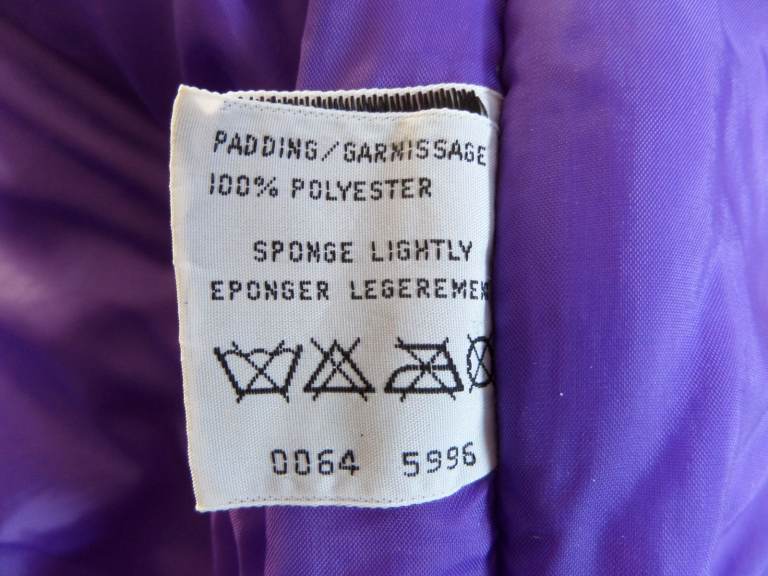 PADDING/GARNISSAGE
100% POLYESTER
SPONGE LIGHTLY
EPONGER LEGEREMEN
0064 5996